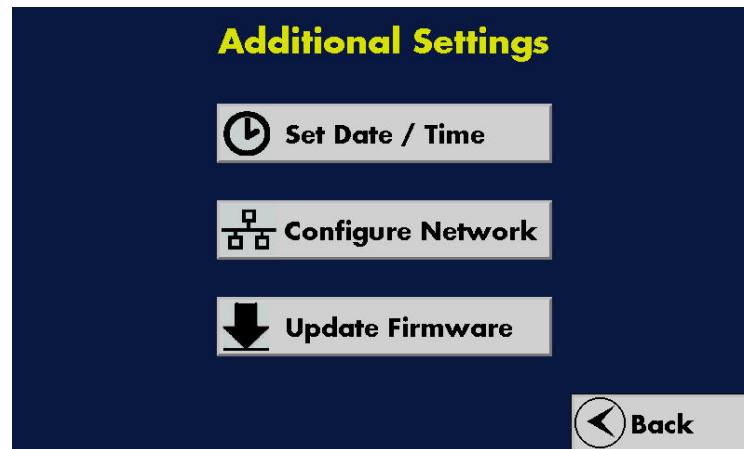 Additional Settings
Set Date / Time
Configure Network
Update Firmware
Back